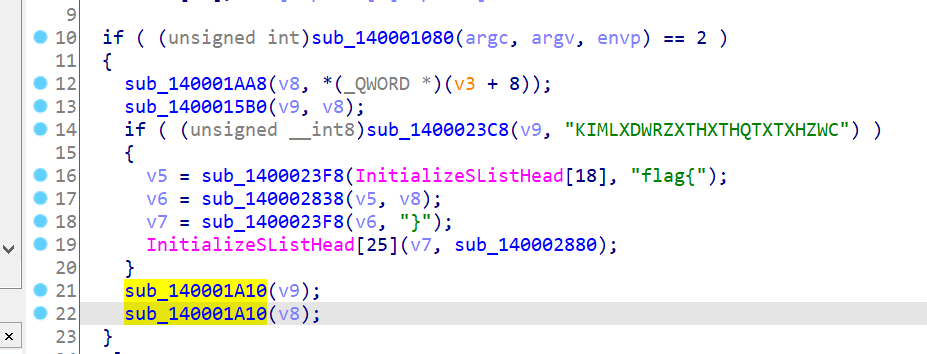 9
10 if ( (unsigned int)sub_140001080(argc, argv, envp) == 2 )
11 {
12 sub_140001AA8(v8, *(_QWORD *)(v3 + 8));
13 sub_1400015B0(v9, v8);
14 if ( (unsigned __int8)sub_1400023C8(v9, "KIMLXDWRZXTHXTHQTXTXHZWC") )
15 {
16 v5 = sub_1400023F8(InitializeSListHead[18], "flag{");
17 v6 = sub_140002838(v5, v8);
18 v7 = sub_1400023F8(v6, "}");
19 InitializeSListHead[25](v7, sub_140002880);
20 }
21 sub_140001A10(v9);
22 sub_140001A10(v8);
23 }